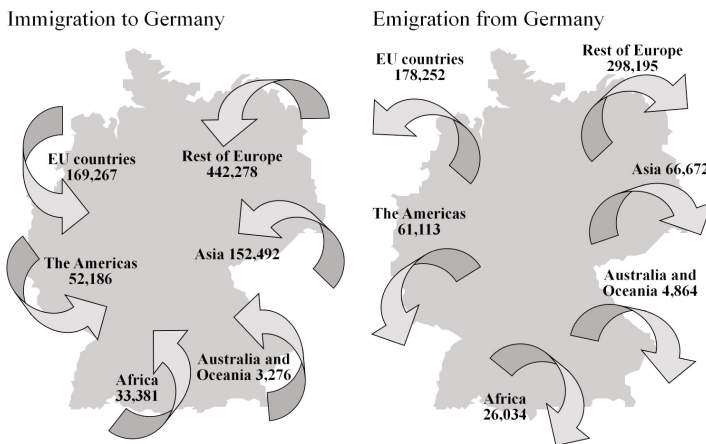 Immigration to Germany
EU countries
169,267
Rest of Europe
442,278
The Americas
52,186
Asia 152,492
Africa
33,381
Australia and
Oceania 3,276
Emigration from Germany
EU countries
178,252
Rest of Europe
298,195
Asia 66,672
The Americas
61,113
Australia and
Oceania 4,864
Africa
26,034